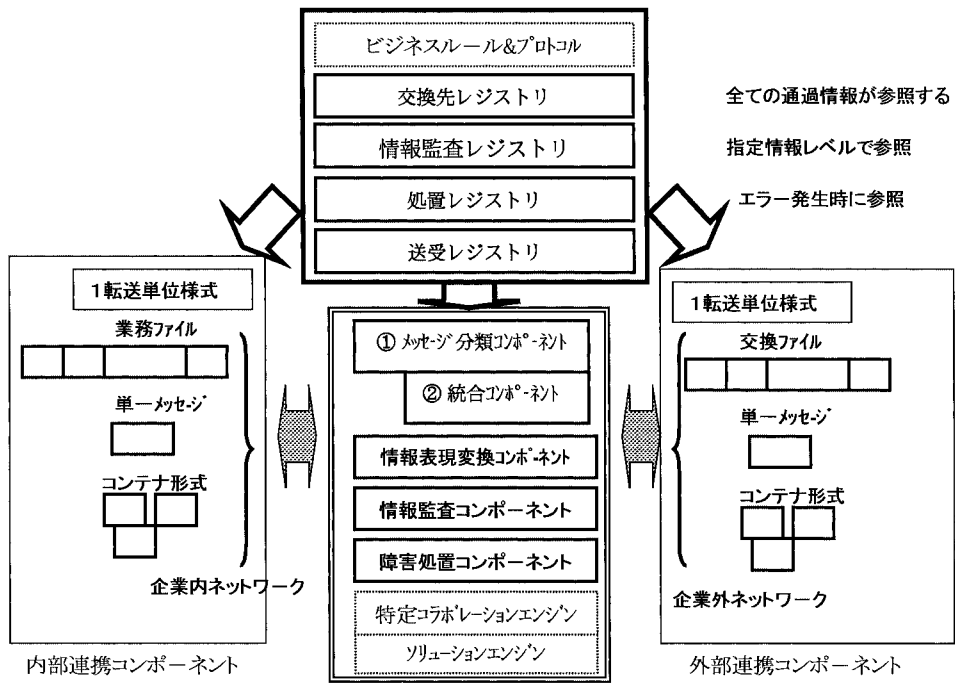 ビジネスルール&プロトコル
交換先レジストリ
情報監査レジストリ
処置レジストリ
送受レジストリ
全ての通過情報が参照する
指定情報レベルで参照
エラー発生時に参照
1転送単位様式
業務ファイル
単一メッセージ
コンテナ形式
企業内ネットワーク
内部連携コンポーネント
① メッセージ分類コンポーネント
② 統合コンポーネント
情報表現変換コンポーネント
情報監査コンポーネント
障害処置コンポーネント
特定コラボレーションエンジン
ソリューションエンジン
1転送単位様式
交換ファイル
単一メッセージ
コンテナ形式
企業外ネットワーク
外部連携コンポーネント